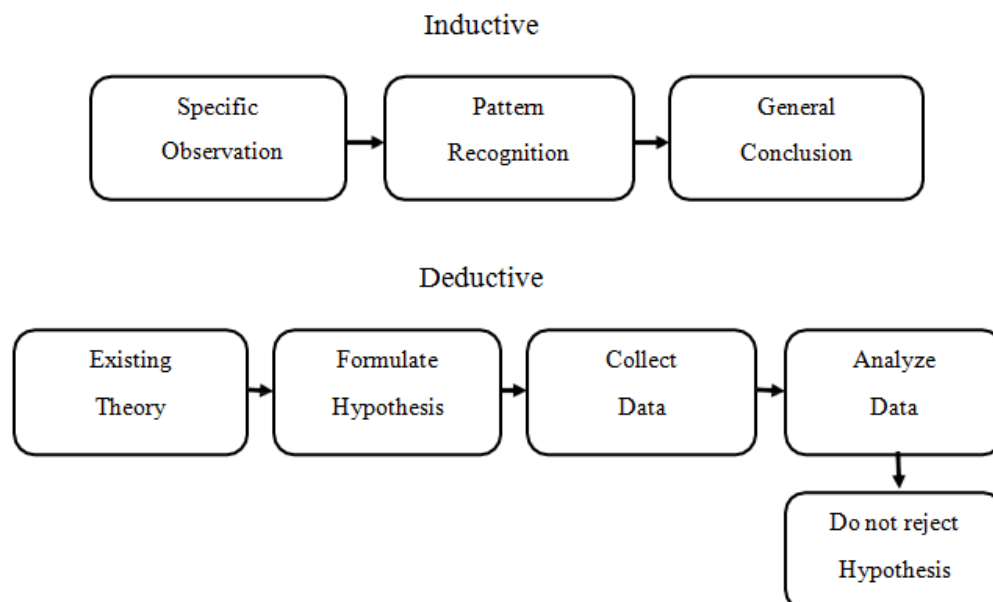 Inductive
Specific
Observation
Pattern
Recognition
General
Conclusion
Deductive
Existing
Theory
Formulate
Hypothesis
Collect
Data
Analyze
Data
Do not reject
Hypothesis